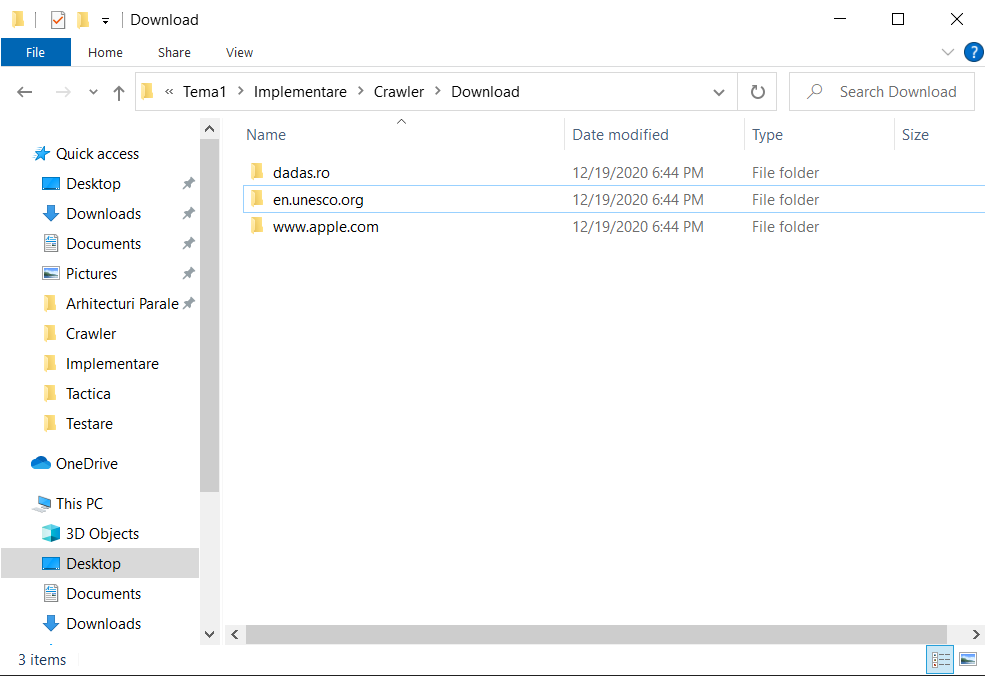 Download
File Home Share View
« Tema1 > Implementare > Crawler > Download Search Download
Name Date modified Type Size
dadas.ro 12/19/2020 6:44 PM File folder
en.unesco.org 12/19/2020 6:44 PM File folder
www.apple.com 12/19/2020 6:44 PM File folder
Quick access
Desktop
Downloads
Documents
Pictures
Arhitecturi Parale
Crawler
Implementare
Tactica
Testare
OneDrive
This PC
3D Objects
Desktop
Documents
Downloads
3 items